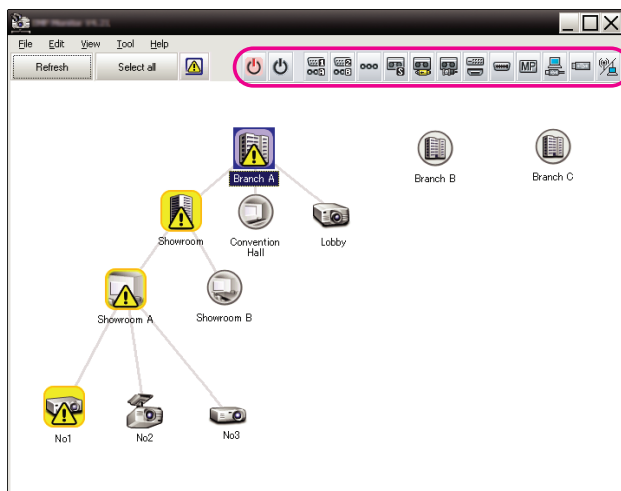 File Edit View Tool Help
Refresh Select all
MP
Branch A
Branch B
Branch C
Showroom
Convention
Hall
Lobby
Showroom A
Showroom B
No1
No2
No3